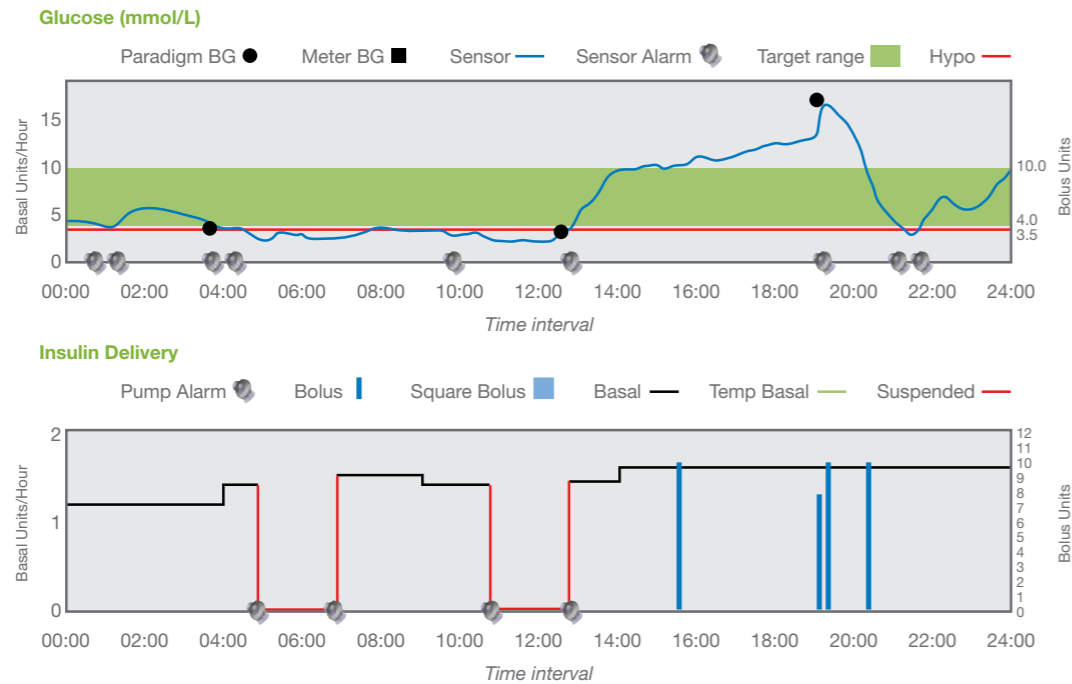 Glucose (mmol/L)
Paradigm BG Meter BG Sensor Sensor Alarm Target range Hypo
Basal Units/Hour
15
10
5
0
10.0
4.0
3.5
Bolus Units
00:00 02:00 04:00 06:00 08:00 10:00 12:00 14:00 16:00 18:00 20:00 22:00 24:00
Time interval
Insulin Delivery
Pump Alarm Bolus Square Bolus Basal Temp Basal Suspended
Basal Units/Hour
2
1
0
12
11
10
9
8
7
6
5
4
3
2
1
0
Bolus Units
00:00 02:00 04:00 06:00 08:00 10:00 12:00 14:00 16:00 18:00 20:00 22:00 24:00
Time interval